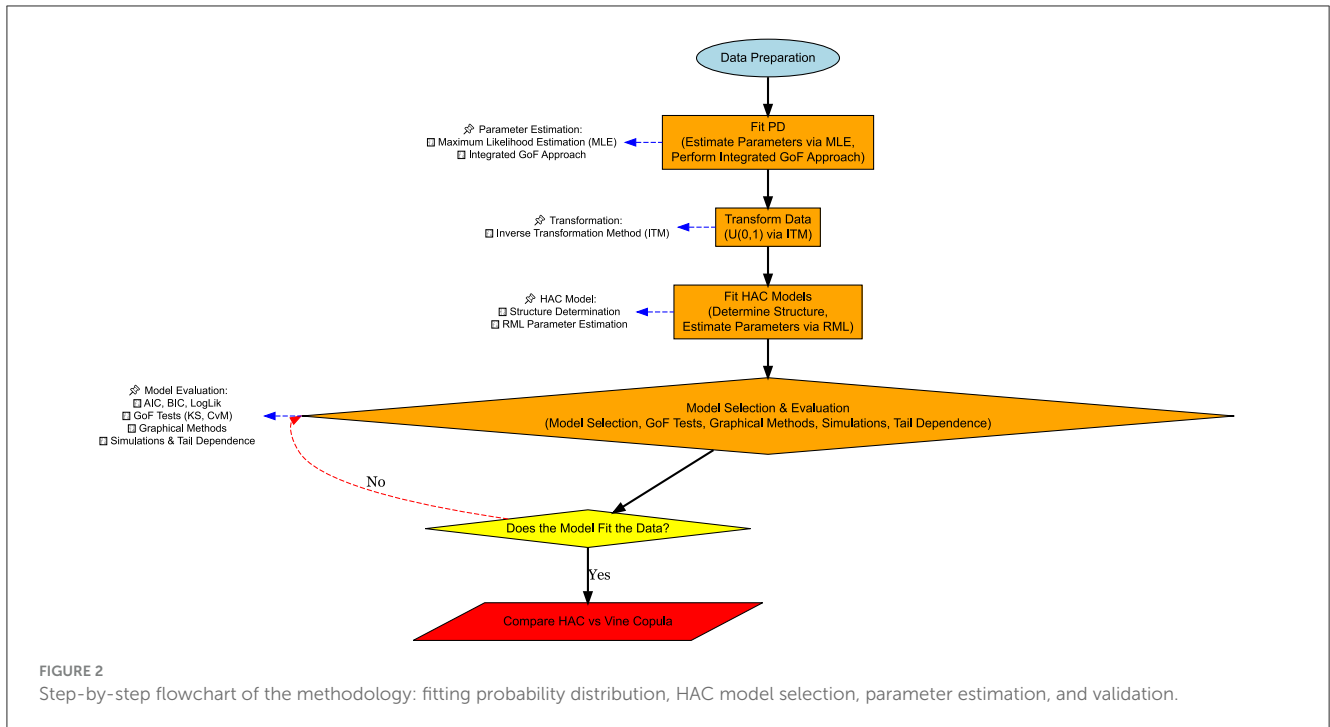 Data Preparation
Fit PD
(Estimate Parameters via MLE,
Perform Integrated GoF Approach)
📌 Parameter Estimation:
Maximum Likelihood Estimation (MLE)
Integrated GoF Approach
Transform Data
(U(0,1) via ITM)
📌 Transformation:
Inverse Transformation Method (ITM)
Fit HAC Models
(Determine Structure,
Estimate Parameters via RML)
📌 HAC Model:
Structure Determination
RML Parameter Estimation
Model Selection & Evaluation
(Model Selection, GoF Tests, Graphical Methods, Simulations, Tail Dependence)
📌 Model Evaluation:
AIC, BIC, LogLik
GoF Tests (KS, CvM)
Graphical Methods
Simulations & Tail Dependence
No
Does the Model Fit the Data?
Yes
Compare HAC vs Vine Copula
FIGURE 2
Step-by-step flowchart of the methodology: fitting probability distribution, HAC model selection, parameter estimation, and validation.